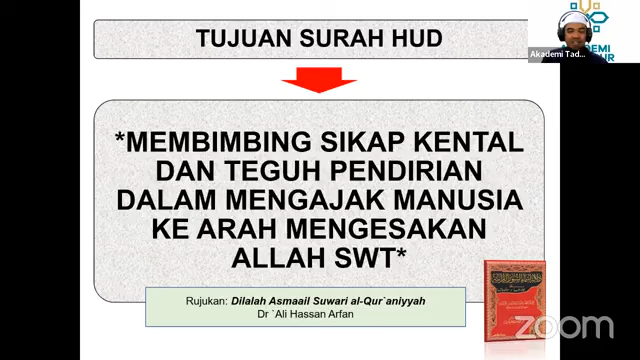 TUJUAN SURAH HUD
*MEMBIMBING SIKAP KENTAL
DAN TEGUH PENDIRIAN
DALAM MENGAJAK MANUSIA
KE ARAH MENGESAKAN
ALLAH SWT*
Rujukan: Dilalah Asmaail Suwari al-Qur`aniyyah
Dr `Ali Hassan Arfan
Akademi Tad...
zoom